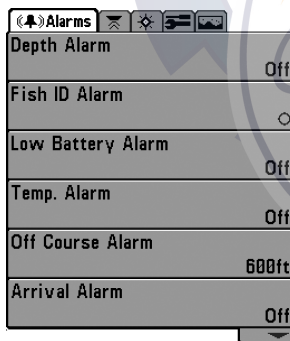 Alarms
Depth Alarm
Off
Fish ID Alarm
Low Battery Alarm
Off
Temp. Alarm
Off
Off Course Alarm
600ft
Arrival Alarm
Off